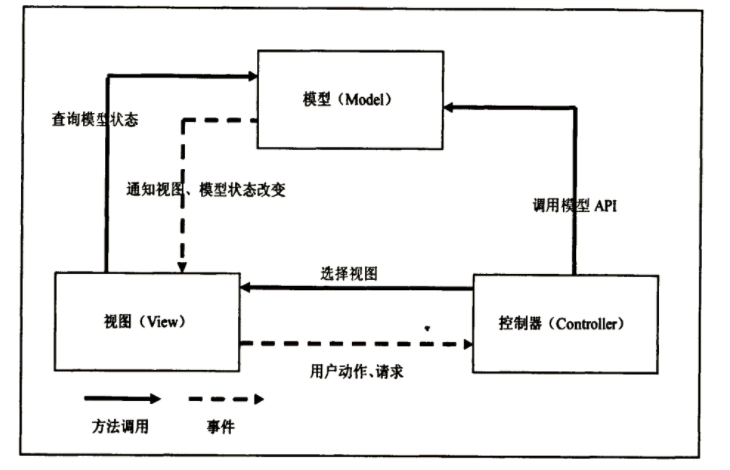 模型（Model）
查询模型状态
通知视图、模型状态改变
调用模型 API
选择视图
视图（View）
控制器（Controller）
用户动作、请求
方法调用
事件